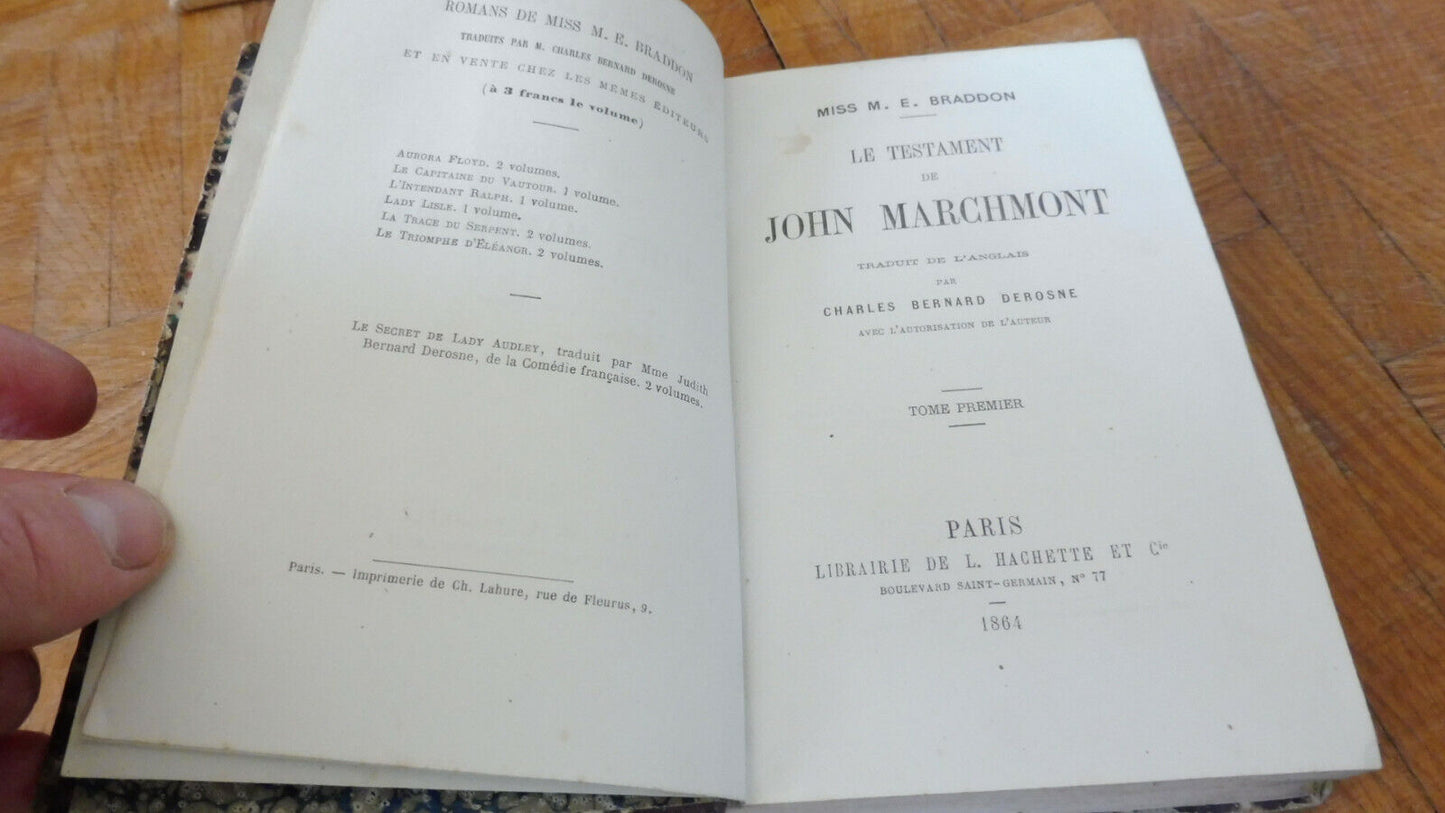 ROMANS DE MISS M. E. BRADDON
TRADUITS PAR M. CHARLES BERNARD DEROSNE
ET EN VENTE CHEZ LES MÊMES ÉDITEURS
(à 3 francs le volume)
AURORA FLOYD. 2 volumes.
LE CAPITAINE DU VAUTOUR. 1 volume.
L'INTENDANT RALPH. 1 volume.
LADY LISLE. 1 volume.
LA TRACE DU SERPENT. 2 volumes.
LE TRIOMPHE D'ELÉANOR. 2 volumes.
LE SECRET DE LADY AUDLEY, traduit par Mme Judith
Bernard Derosne, de la Comédie française. 2 volumes.
Paris. — imprimerie de Ch. Lahure, rue de Fleurus, 9.
MISS M. E. BRADDON
LE TESTAMENT
DE
JOHN MARCHMONT
TRADUIT DE L'ANGLAIS
PAR
CHARLES BERNARD DEROSNE
AVEC L'AUTORISATION DE L'AUTEUR
TOME PREMIER
PARIS
LIBRAIRIE DE L. HACHETTE ET Cie
BOULEVARD SAINT-GERMAIN, N° 77
1864